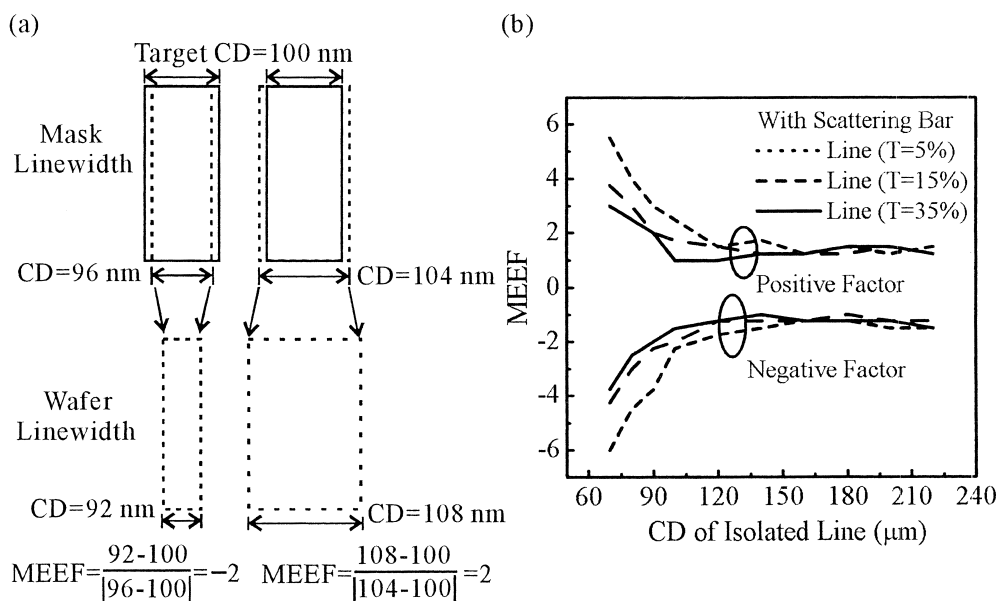 (a)
Target CD=100 nm
Mask
Linewidth
CD=96 nm
CD=104 nm
Wafer
Linewidth
CD=92 nm
CD=108 nm
MEEF=92-100/|96-100|=-2
MEEF=108-100/|104-100|=2
(b)
With Scattering Bar
Line (T=5%)
Line (T=15%)
Line (T=35%)
Positive Factor
Negative Factor
MEEF
6
4
2
0
-2
-4
-6
60 90 120 150 180 210 240
CD of Isolated Line (μm)